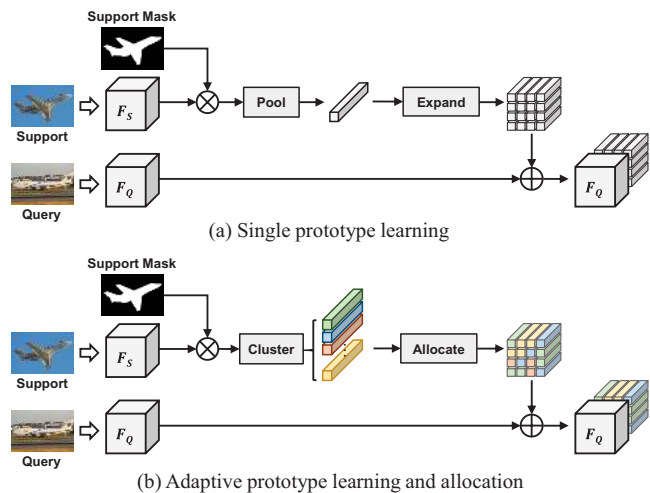 Support Mask
F_S
Pool
Expand
Support
F_Q
F_Q
Query
(a) Single prototype learning
Support Mask
F_S
Cluster
Allocate
Support
F_Q
F_Q
Query
(b) Adaptive prototype learning and allocation